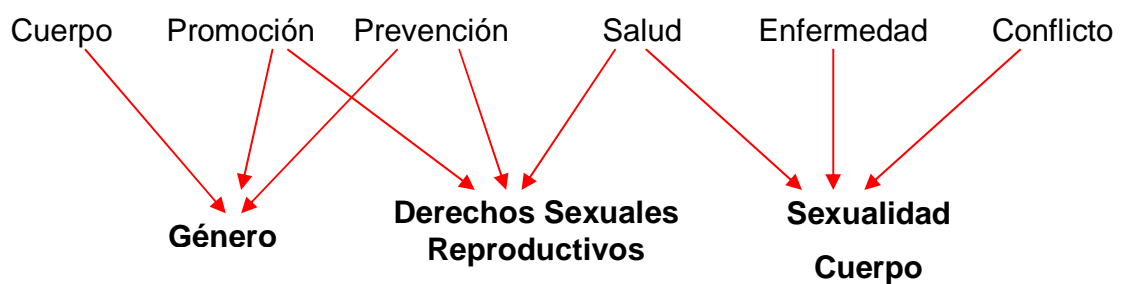 Cuerpo Promoción Prevención Salud Enfermedad Conflicto
Género
Derechos Sexuales
Reproductivos
Sexualidad
Cuerpo